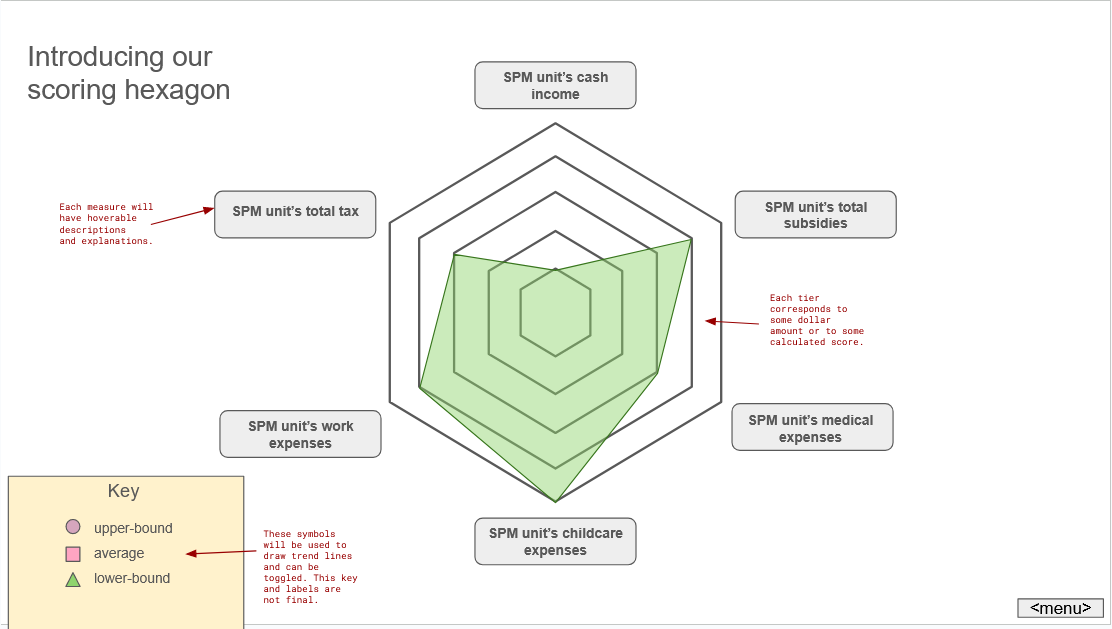 Introducing our
scoring hexagon
SPM unit's cash
income
Each measure will
have hoverable
descriptions
and explanations.
SPM unit's total tax
SPM unit's total
subsidies
Each tier
corresponds to
some dollar
amount or to some
calculated score.
SPM unit's work
expenses
SPM unit's medical
expenses
Key
upper-bound
average
lower-bound
These symbols
will be used to
draw trend lines
and can be
toggled. This key
and labels are
not final.
SPM unit's childcare
expenses
<menu>